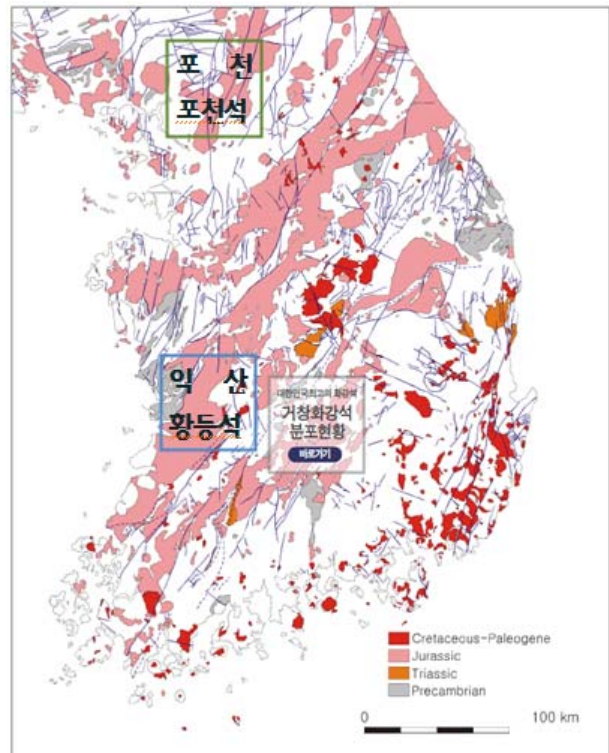 포 천
포천석
익 산
황등석
대한민국최고의 화강석
거창화강석
분포현황
바로가기
Cretaceous-Paleogene
Jurassic
Triassic
Precambrian
0 100 km